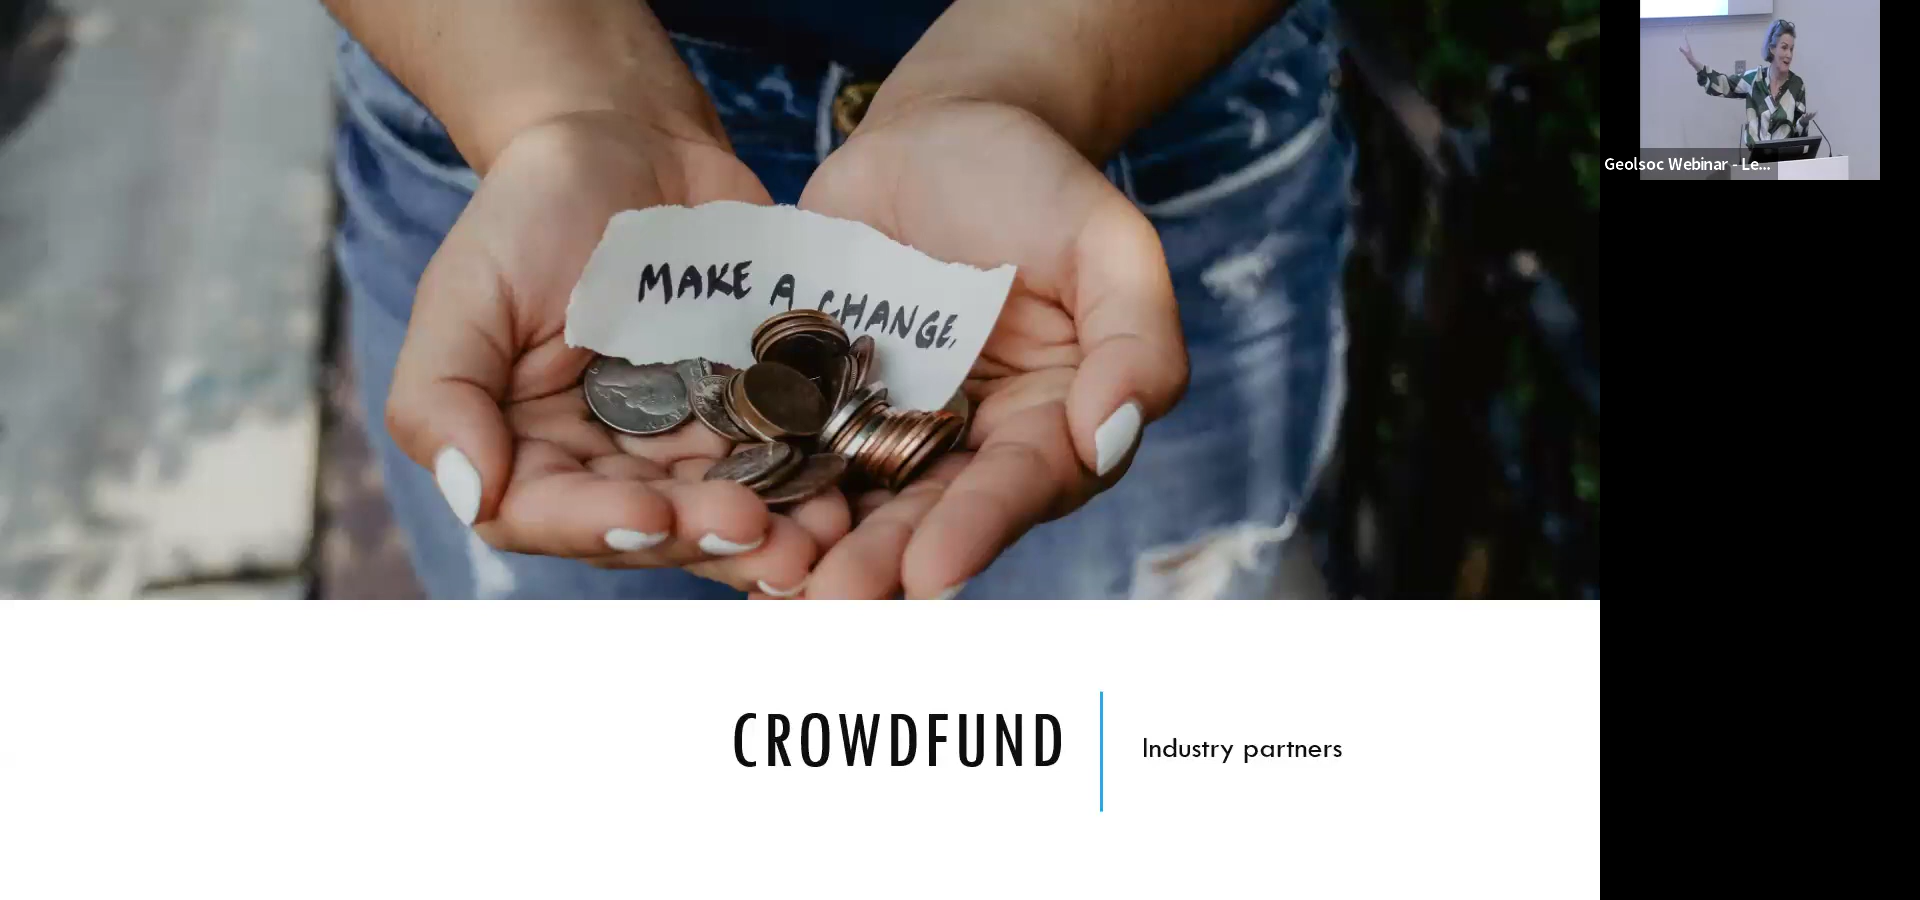 MAKE A CHANGE,
CROWDFUND
Industry partners
Geolsoc Webinar - Le...